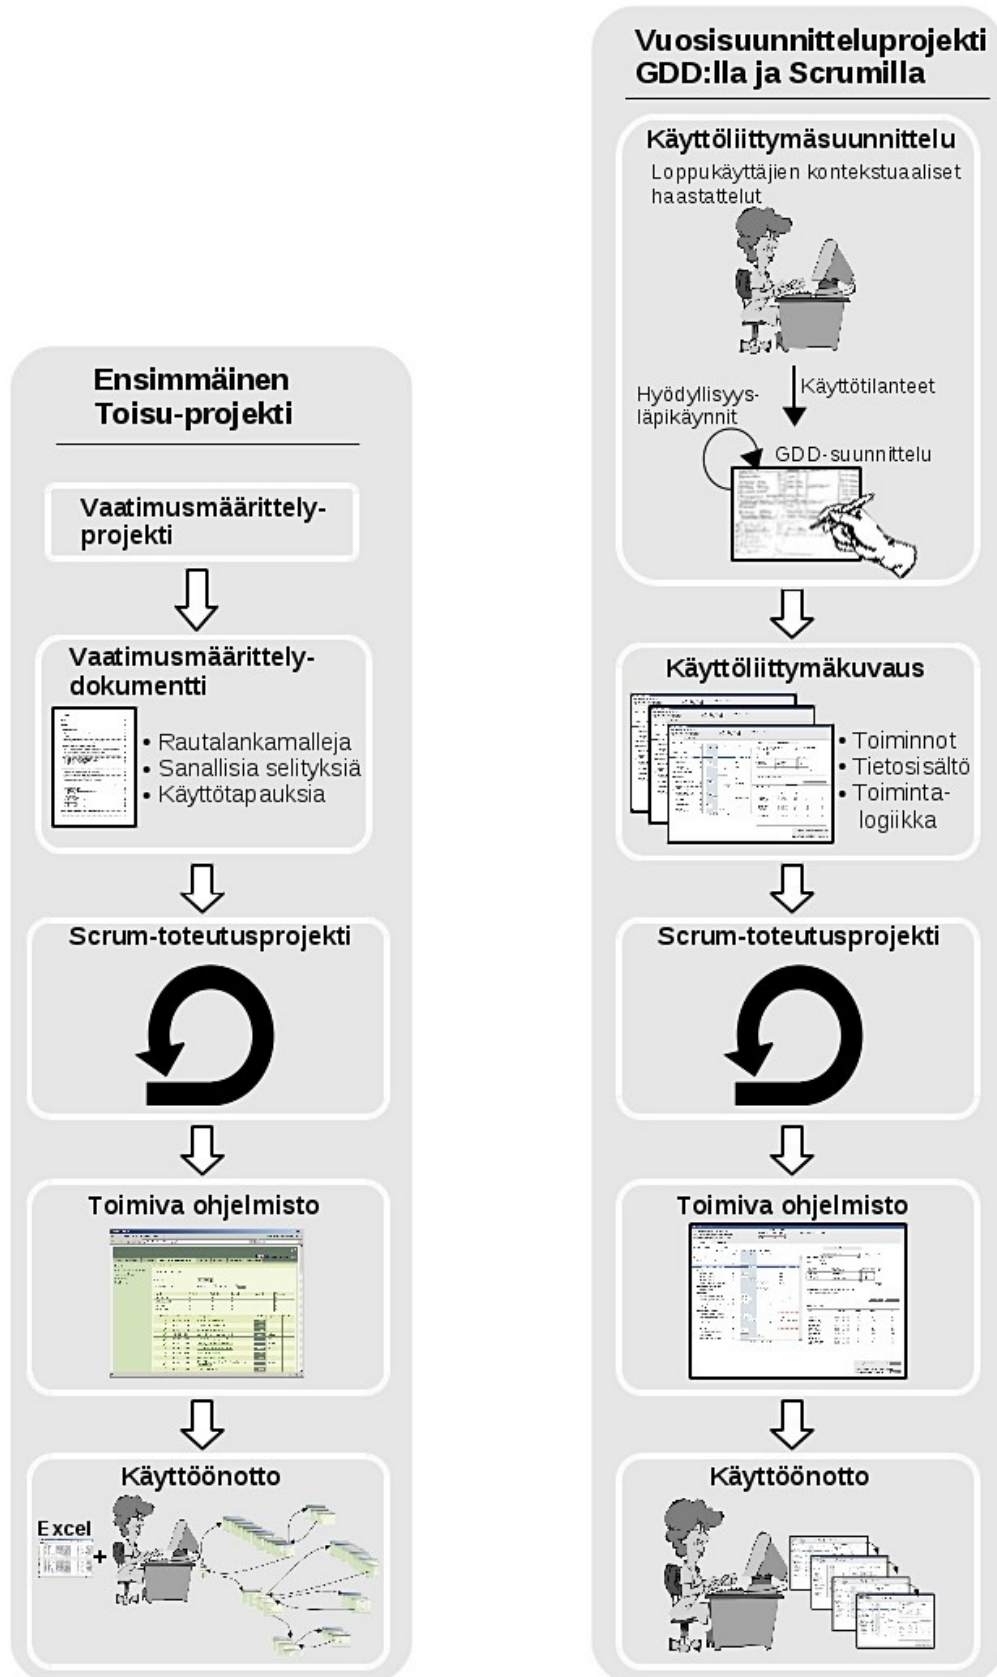 Ensimmäinen
Toisu-projekti
Vaatimusmäärittely-
projekti
Vaatimusmäärittely-
dokumentti
• Rautalankamalleja
• Sanallisia selityksiä
• Käyttötapauksia
Scrum-toteutusprojekti
Toimiva ohjelmisto
Käyttöönotto
Excel
+
Vuosisuunnitteluprojekti
GDD:lla ja Scrumilla
Käyttöliittymäsuunnittelu
Loppukäyttäjien kontekstuaaliset
haastattelut
Käyttötilanteet
Hyödyllisyys-
läpikäynnit
GDD-suunnittelu
Käyttöliittymäkuvaus
• Toiminnot
• Tietosisältö
• Toiminta-
logiikka
Scrum-toteutusprojekti
Toimiva ohjelmisto
Käyttöönotto